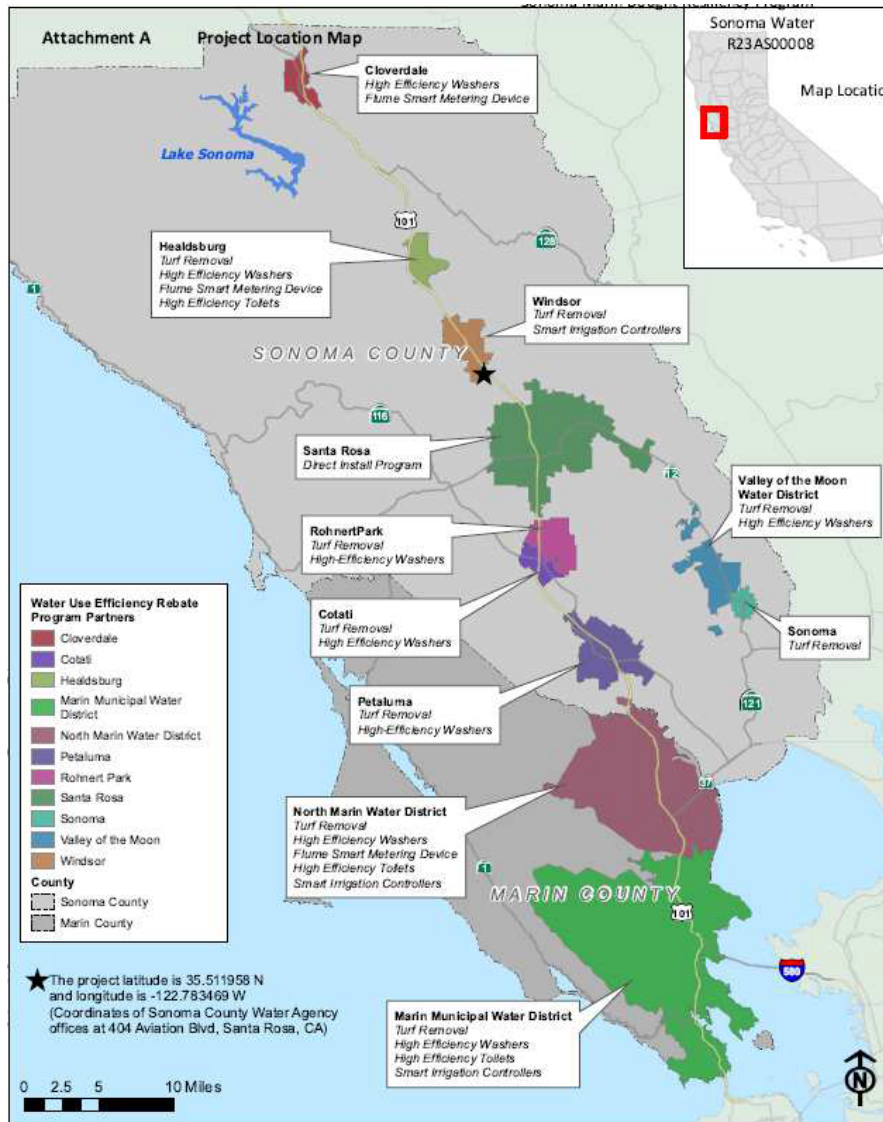 Sonoma Marin Dought Resiliency Program
Sonoma Water
R23AS00008
Map Locatio
Attachment A Project Location Map
Cloverdale
High Efficiency Washers
Flume Smart Metering Device
Lake Sonoma
101
128
Healdsburg
Turf Removal
High Efficiency Washers
Flume Smart Metering Device
High Efficiency Toilets
1
Windsor
Turf Removal
Smart Irrigation Controllers
SONOMA COUNTY
116
Santa Rosa
Direct Install Program
12
Valley of the Moon
Water District
Turf Removal
High Efficiency Washers
RohnertPark
Turf Removal
High-Efficiency Washers
Cotati
Turf Removal
High Efficiency Washers
Sonoma
Turf Removal
Petaluma
Turf Removal
High-Efficiency Washers
121
37
North Marin Water District
Turf Removal
High Efficiency Washers
Flume Smart Metering Device
High Efficiency Toilets
Smart Irrigation Controllers
1
MARIN COUNTY
101
580
Marin Municipal Water District
Turf Removal
High Efficiency Washers
High Efficiency Toilets
Smart Irrigation Controllers
Water Use Efficiency Rebate
Program Partners
Cloverdale
Cotati
Healdsburg
Marin Municipal Water
District
North Marin Water District
Petaluma
Rohnert Park
Santa Rosa
Sonoma
Valley of the Moon
Windsor
County
Sonoma County
Marin County
The project latitude is 35.511958 N
and longitude is -122.783469 W
(Coordinates of Sonoma County Water Agency
offices at 404 Aviation Blvd, Santa Rosa, CA)
0 2.5 5 10 Miles
N